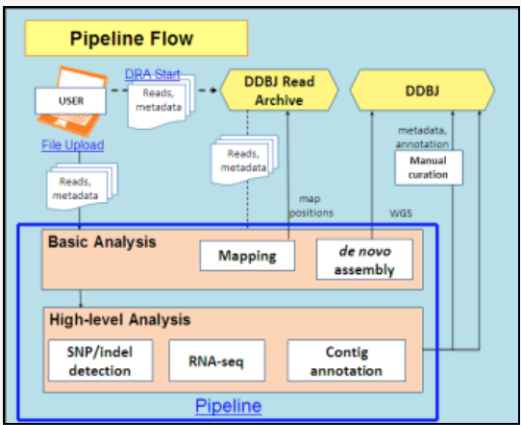 Pipeline Flow
DRA Start
USER
Reads,
metadata
DDBJ Read
Archive
DDBJ
File Upload
Reads,
metadata
Reads,
metadata
metadata,
annotation
Manual
curation
map
positions
WGS
Basic Analysis
Mapping
de novo
assembly
High-level Analysis
SNP/Indel
detection
RNA-seq
Contig
annotation
Pipeline